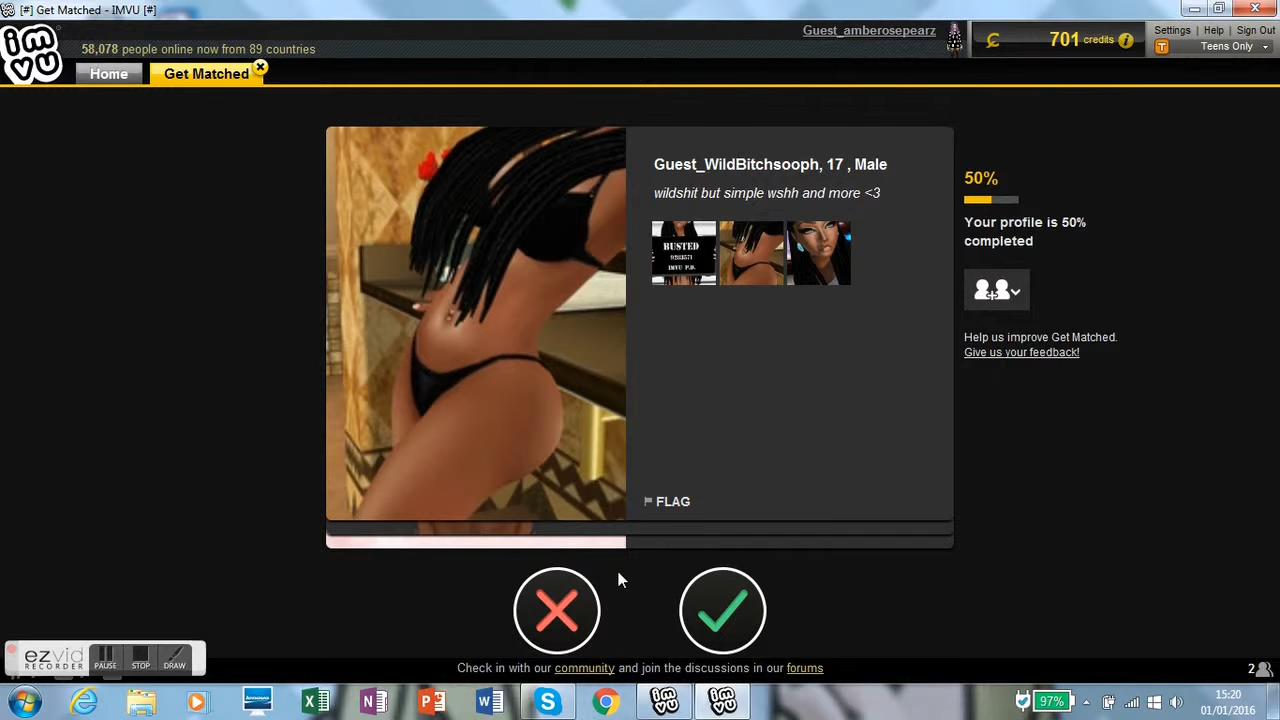 [#] Get Matched - IMVU [#]
imvu
58,078 people online now from 89 countries
Guest_amberosepearz
701 credits i
Settings | Help | Sign Out
T Teens Only
Home
Get Matched
Guest_WildBitchsooph, 17 , Male
wildshit but simple wshh and more <3
BUSTED
IMVU P.D.
FLAG
50%
Your profile is 50%
completed
Help us improve Get Matched.
Give us your feedback!
ezvid
RECORDER
PAUSE
STOP
DRAW
Check in with our community and join the discussions in our forums
2
97%
15:20
01/01/2016